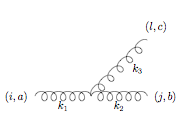 (l, c)
k₃
(i, a)
(j, b)
k₁
k₂